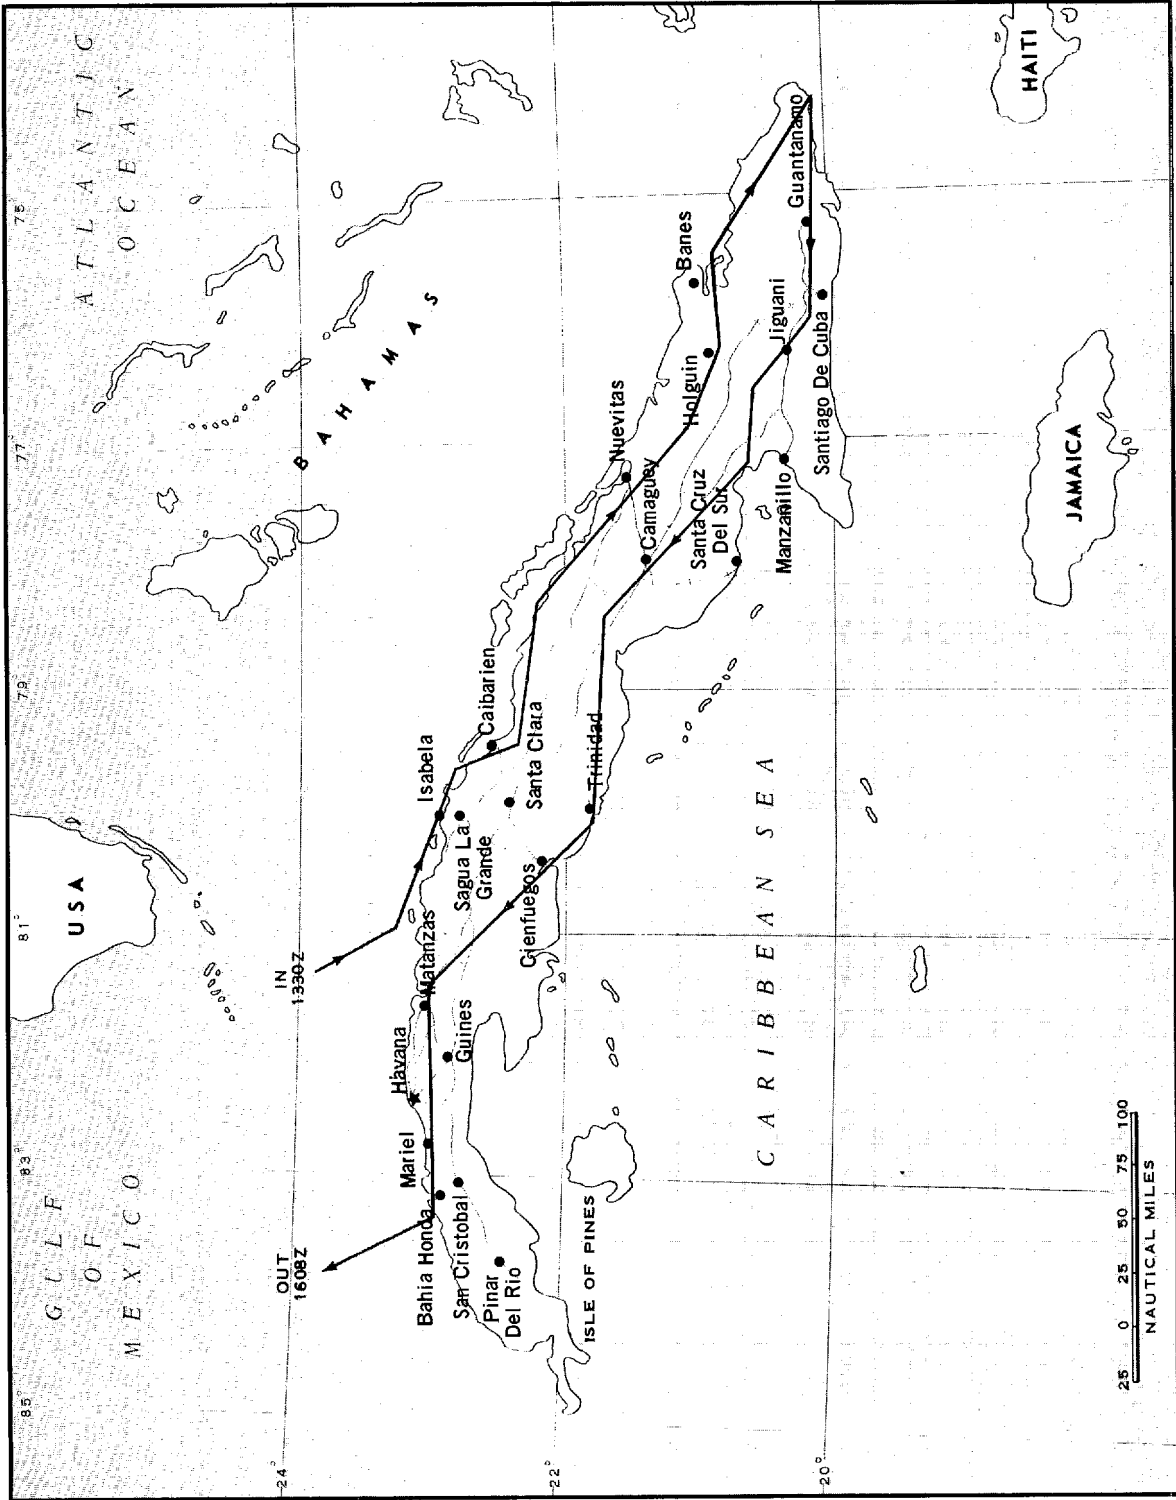 ATLANTIC
OCEAN
GULF
OF
MEXICO
USA
BAHAMAS
85°
83°
81°
79°
77°
75°
24°
22°
20°
IN
1330Z
OUT
1608Z
Havana
Mariel
Bahia Honda
San Cristobal
Pinar
Del Rio
Guines
Matanzas
Isabela
Sagua La
Grande
Cienfuegos
Santa Clara
Caibarien
Trinidad
Nuevitas
Camaguey
Santa Cruz
Del Sur
Holguin
Banes
Manzanillo
Jiguani
Santiago De Cuba
Guantanamo
ISLE OF PINES
CARIBBEAN SEA
JAMAICA
HAITI
25 0 25 50 75 100
NAUTICAL MILES